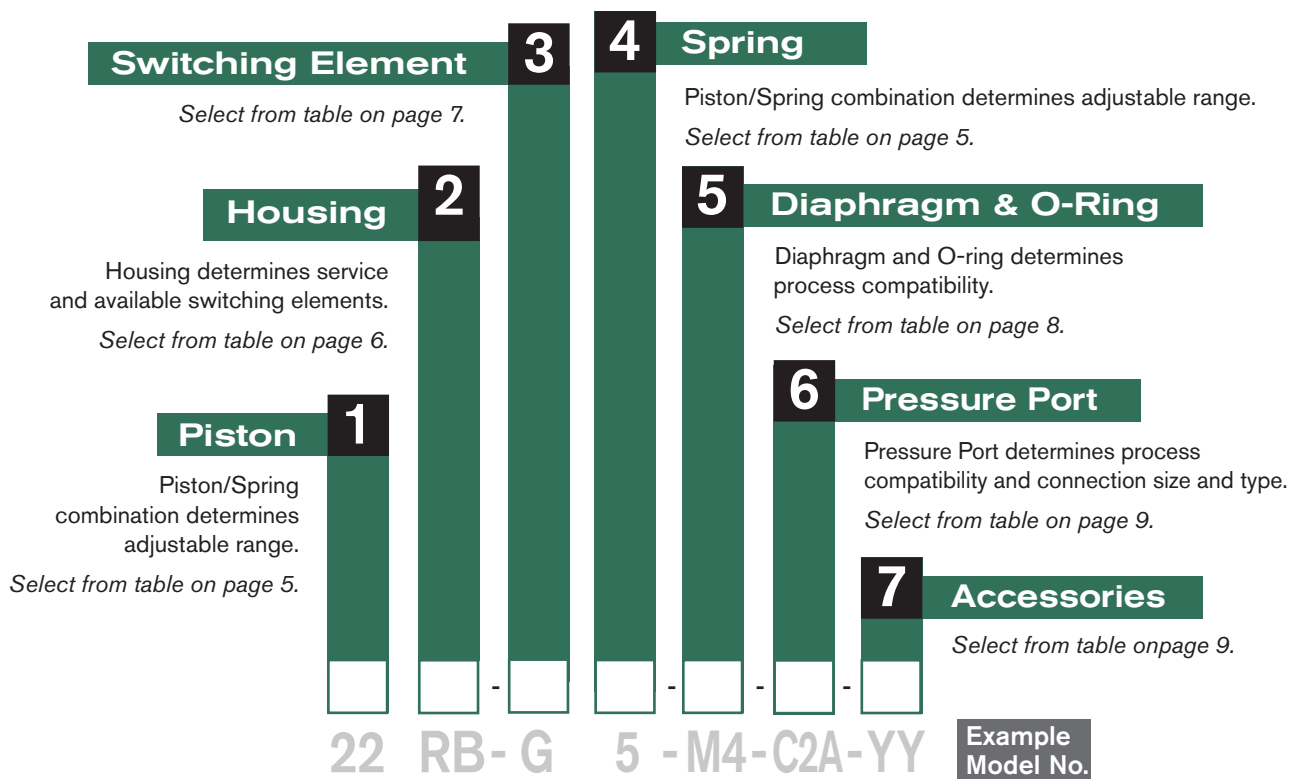 3
Switching Element
Select from table on page 7.
4
Spring
Piston/Spring combination determines adjustable range.
Select from table on page 5.
2
Housing
Housing determines service
and available switching elements.
Select from table on page 6.
5
Diaphragm & O-Ring
Diaphragm and O-ring determines
process compatibility.
Select from table on page 8.
1
Piston
Piston/Spring
combination determines
adjustable range.
Select from table on page 5.
6
Pressure Port
Pressure Port determines process
compatibility and connection size and type.
Select from table on page 9.
7
Accessories
Select from table onpage 9.
- - - -
22 RB - G 5 - M4 - C2A - YY
Example
Model No.